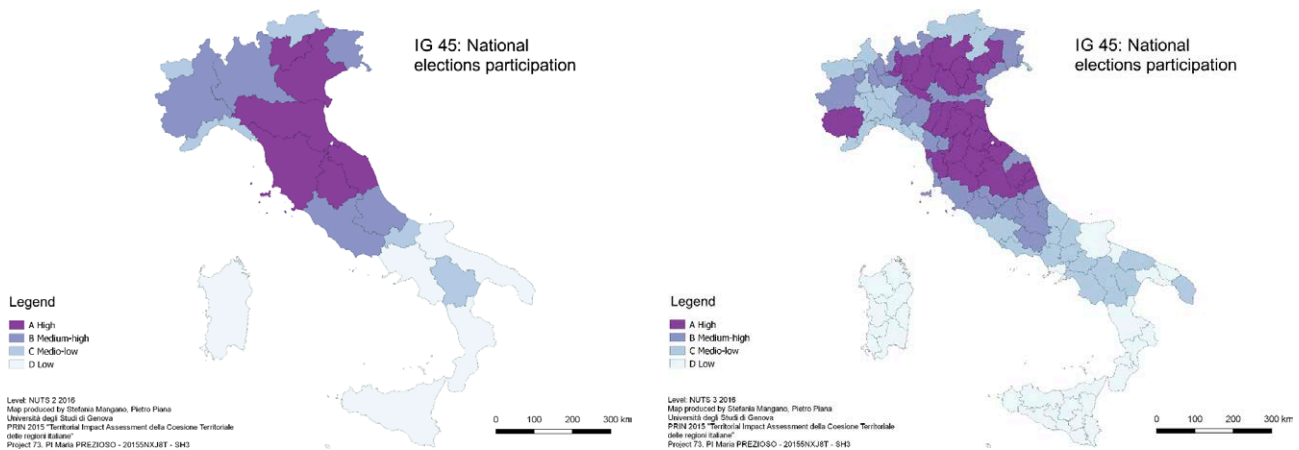 IG 45: National
elections participation
Legend
A High
B Medium-high
C Medio-low
D Low
Level: NUTS 2 2016
Map produced by Stefania Mangano, Pietro Piana
Università degli Studi di Genova
PRIN 2015 "Territorial Impact Assessment della Coesione Territoriale
delle regioni italiane"
Project 73. PI Maria PREZIOSO - 20155NXJ8T - SH3
0 100 200 300 km
IG 45: National
elections participation
Legend
A High
B Medium-high
C Medio-low
D Low
Level: NUTS 3 2016
Map produced by Stefania Mangano, Pietro Piana
Università degli Studi di Genova
PRIN 2015 "Territorial Impact Assessment della Coesione Territoriale
delle regioni italiane"
Project 73. PI Maria PREZIOSO - 20155NXJ8T - SH3
0 100 200 300 km